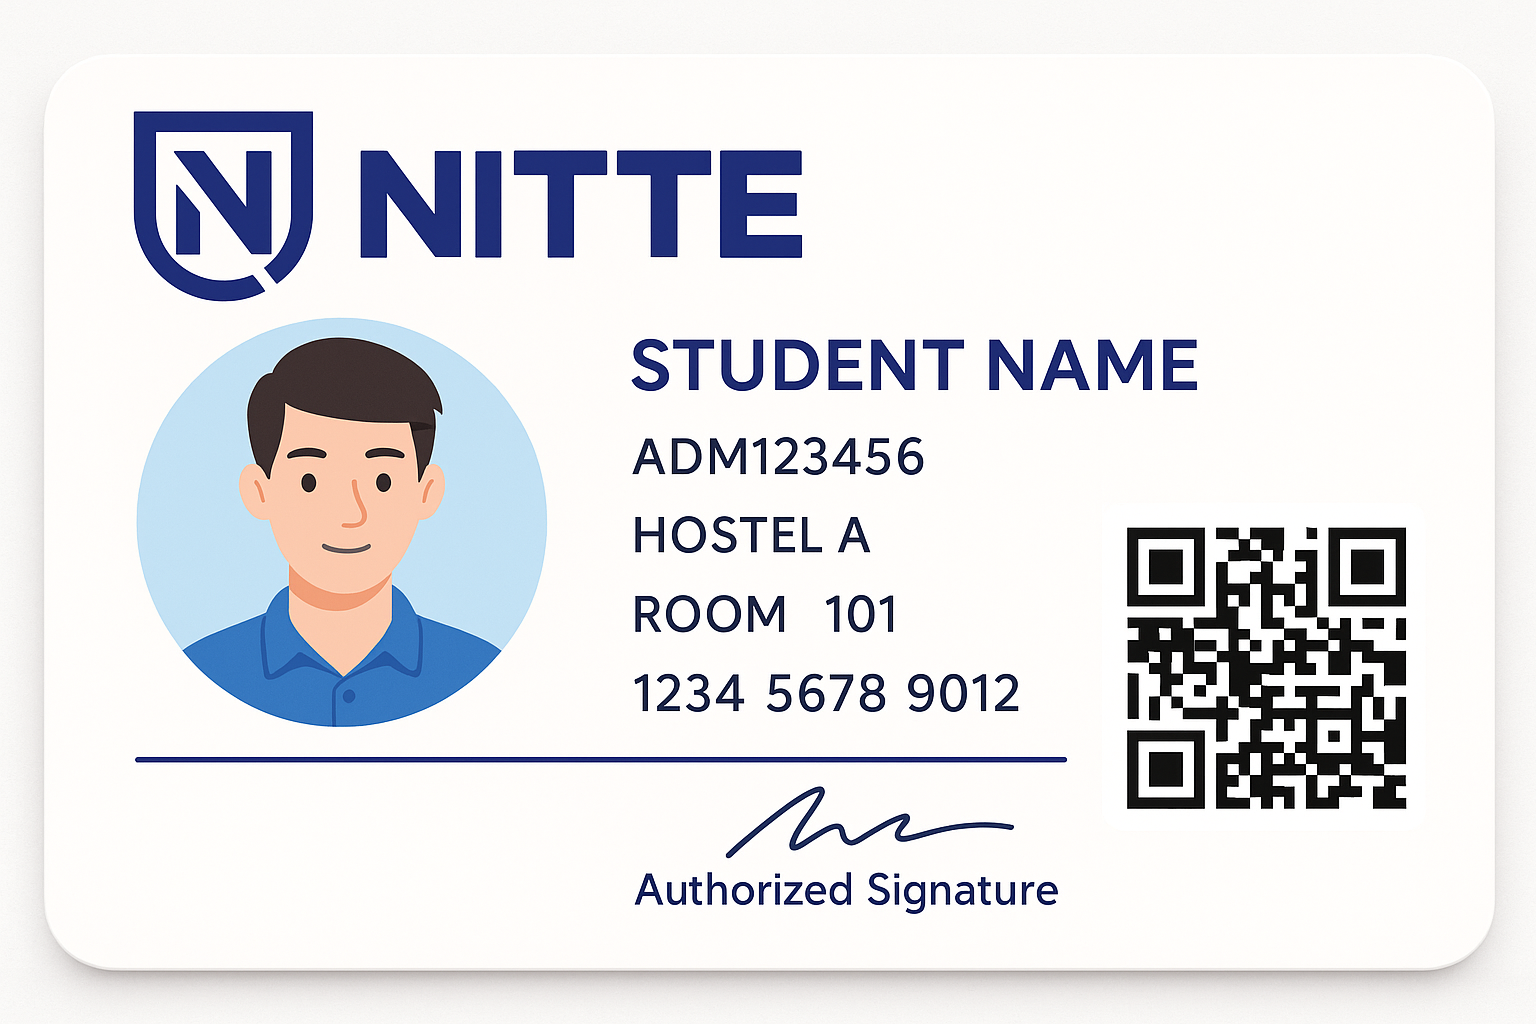 N NITTE
STUDENT NAME
ADM123456
HOSTEL A
ROOM 101
1234 5678 9012
Authorized Signature